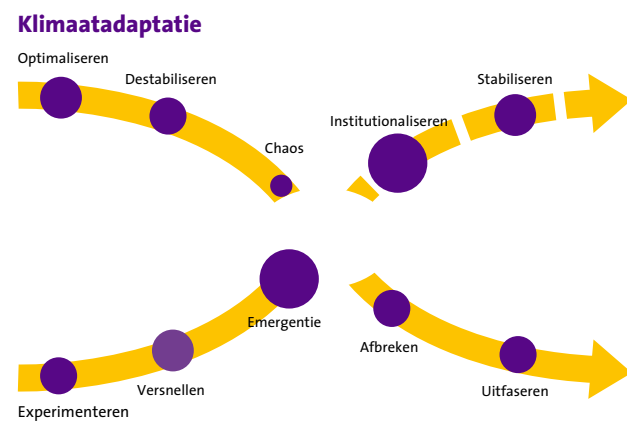 Klimaatadaptatie
Optimaliseren
Destabiliseren
Chaos
Institutionaliseren
Stabiliseren
Emergentie
Afbreken
Versnellen
Uitfaseren
Experimenteren